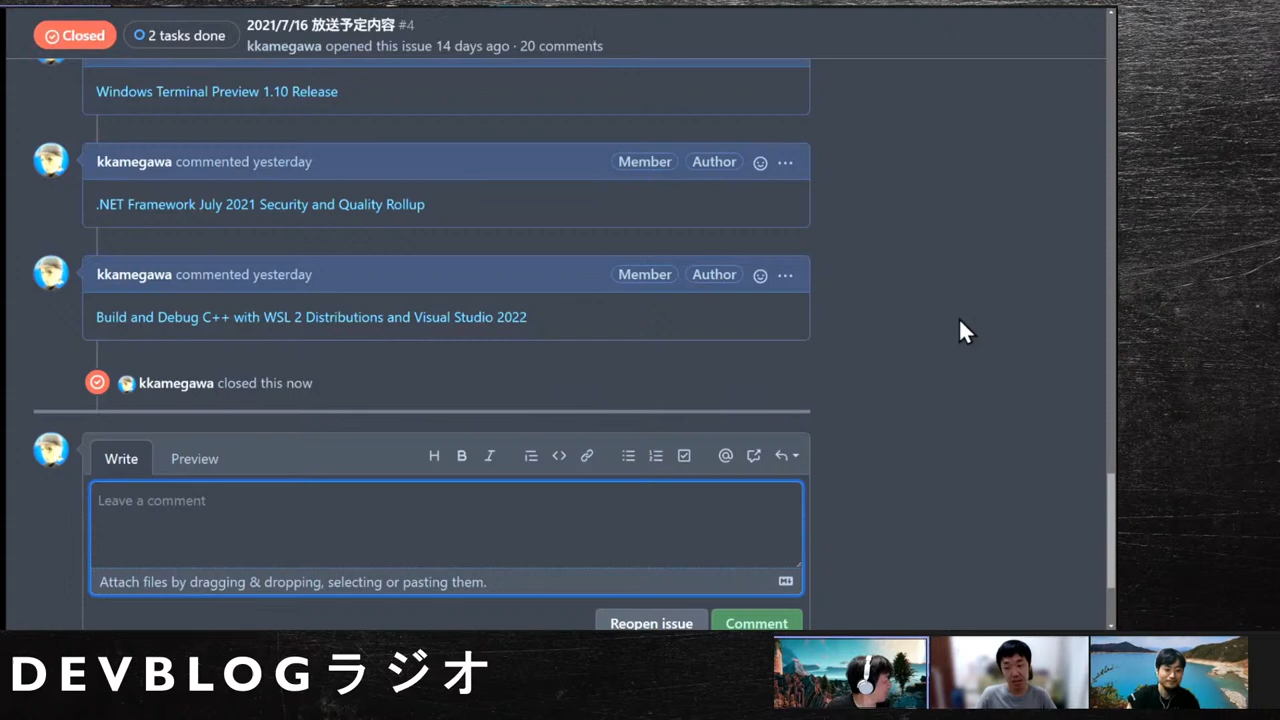 Closed
2 tasks done
2021/7/16 放送予定内容 #4
kkamegawa opened this issue 14 days ago · 20 comments
Windows Terminal Preview 1.10 Release
kkamegawa commented yesterday
Member
Author
.NET Framework July 2021 Security and Quality Rollup
kkamegawa commented yesterday
Member
Author
Build and Debug C++ with WSL 2 Distributions and Visual Studio 2022
kkamegawa closed this now
Write
Preview
Leave a comment
Attach files by dragging & dropping, selecting or pasting them.
Reopen issue
Comment
DEVBLOGラジオ